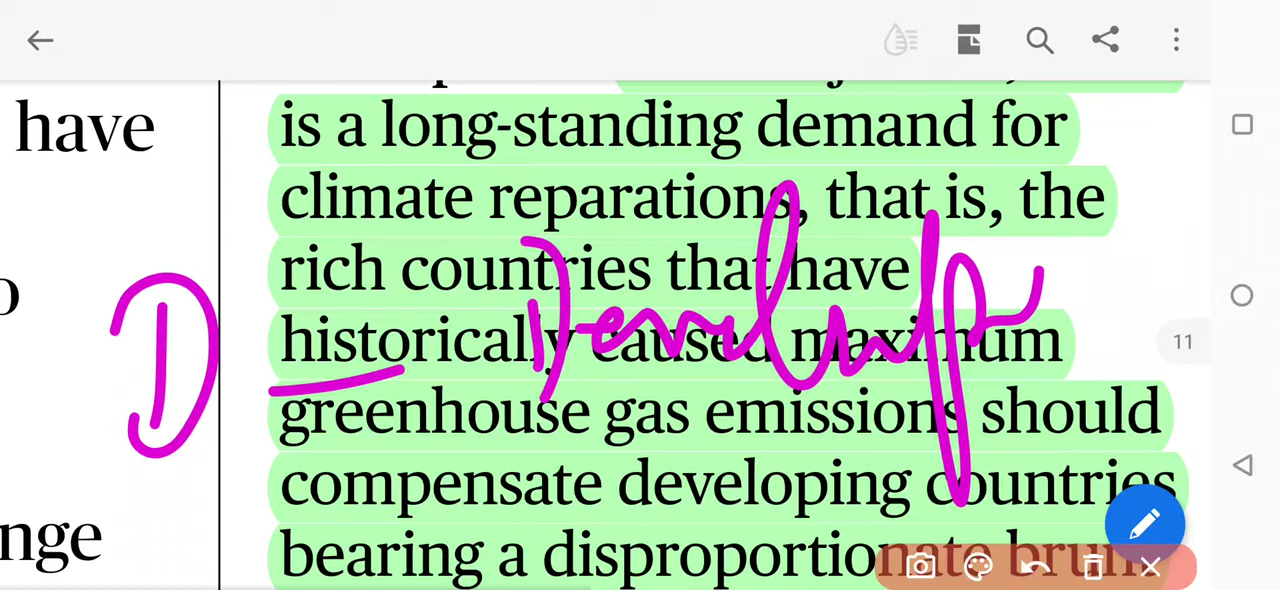 is a long-standing demand for
climate reparations, that is, the
rich countries that have
historically caused maximum
greenhouse gas emissions should
compensate developing countries
bearing a disproportionate brunt
have
o
nge
D
11